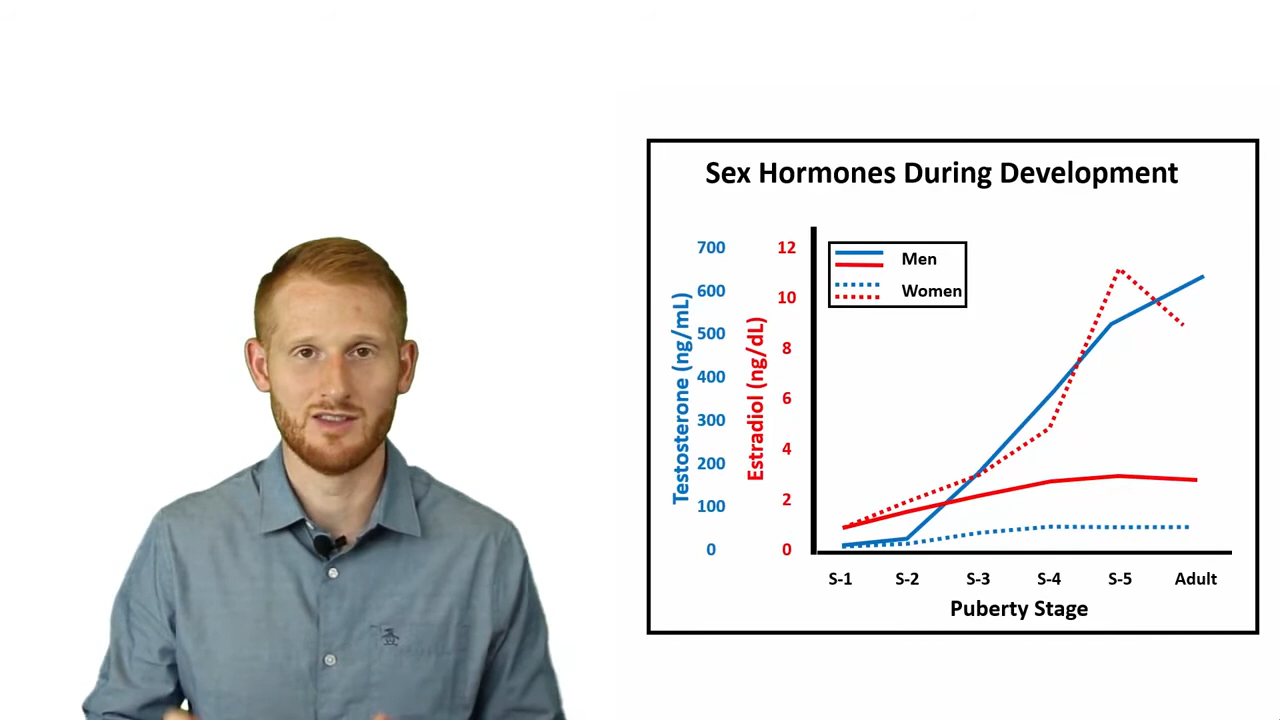 Sex Hormones During Development
Testosterone (ng/mL)
700
600
500
400
300
200
100
0
Estradiol (ng/dL)
12
10
8
6
4
2
0
Men
Women
S-1 S-2 S-3 S-4 S-5 Adult
Puberty Stage